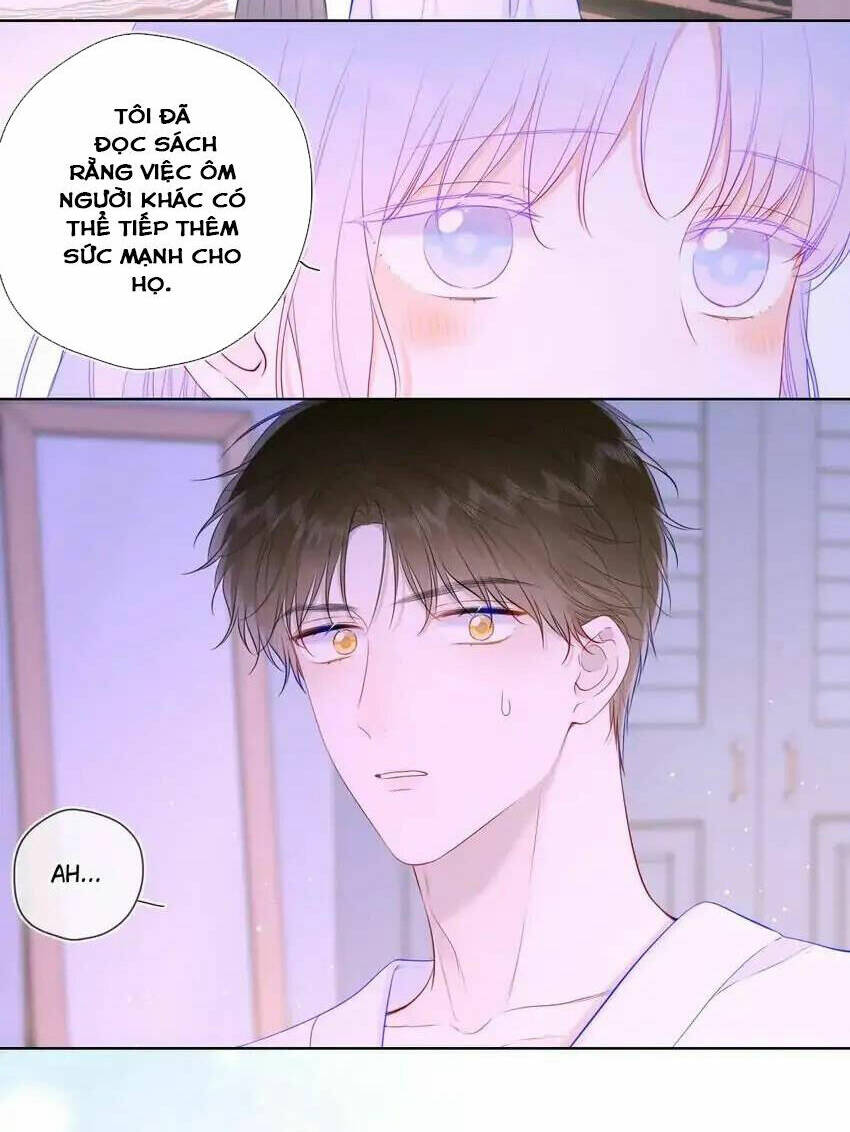 TÔI ĐÃ
ĐỌC SÁCH
RẰNG VIỆC ÔM
NGƯỜI KHÁC CÓ
THỂ TIẾP THÊM
SỨC MẠNH CHO
HỌ.
AH...